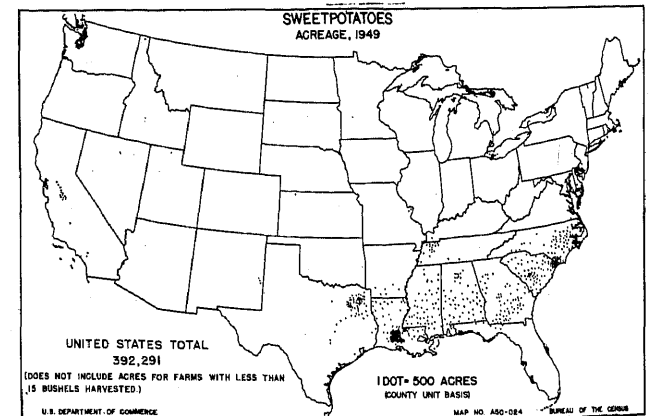 SWEETPOTATOES
ACREAGE, 1949
UNITED STATES TOTAL
392,291
(DOES NOT INCLUDE ACRES FOR FARMS WITH LESS THAN
15 BUSHELS HARVESTED.)
1 DOT- 500 ACRES
(COUNTY UNIT BASIS)
U.S. DEPARTMENT OF COMMERCE
MAP NO. A50-024
BUREAU OF THE CENSUS